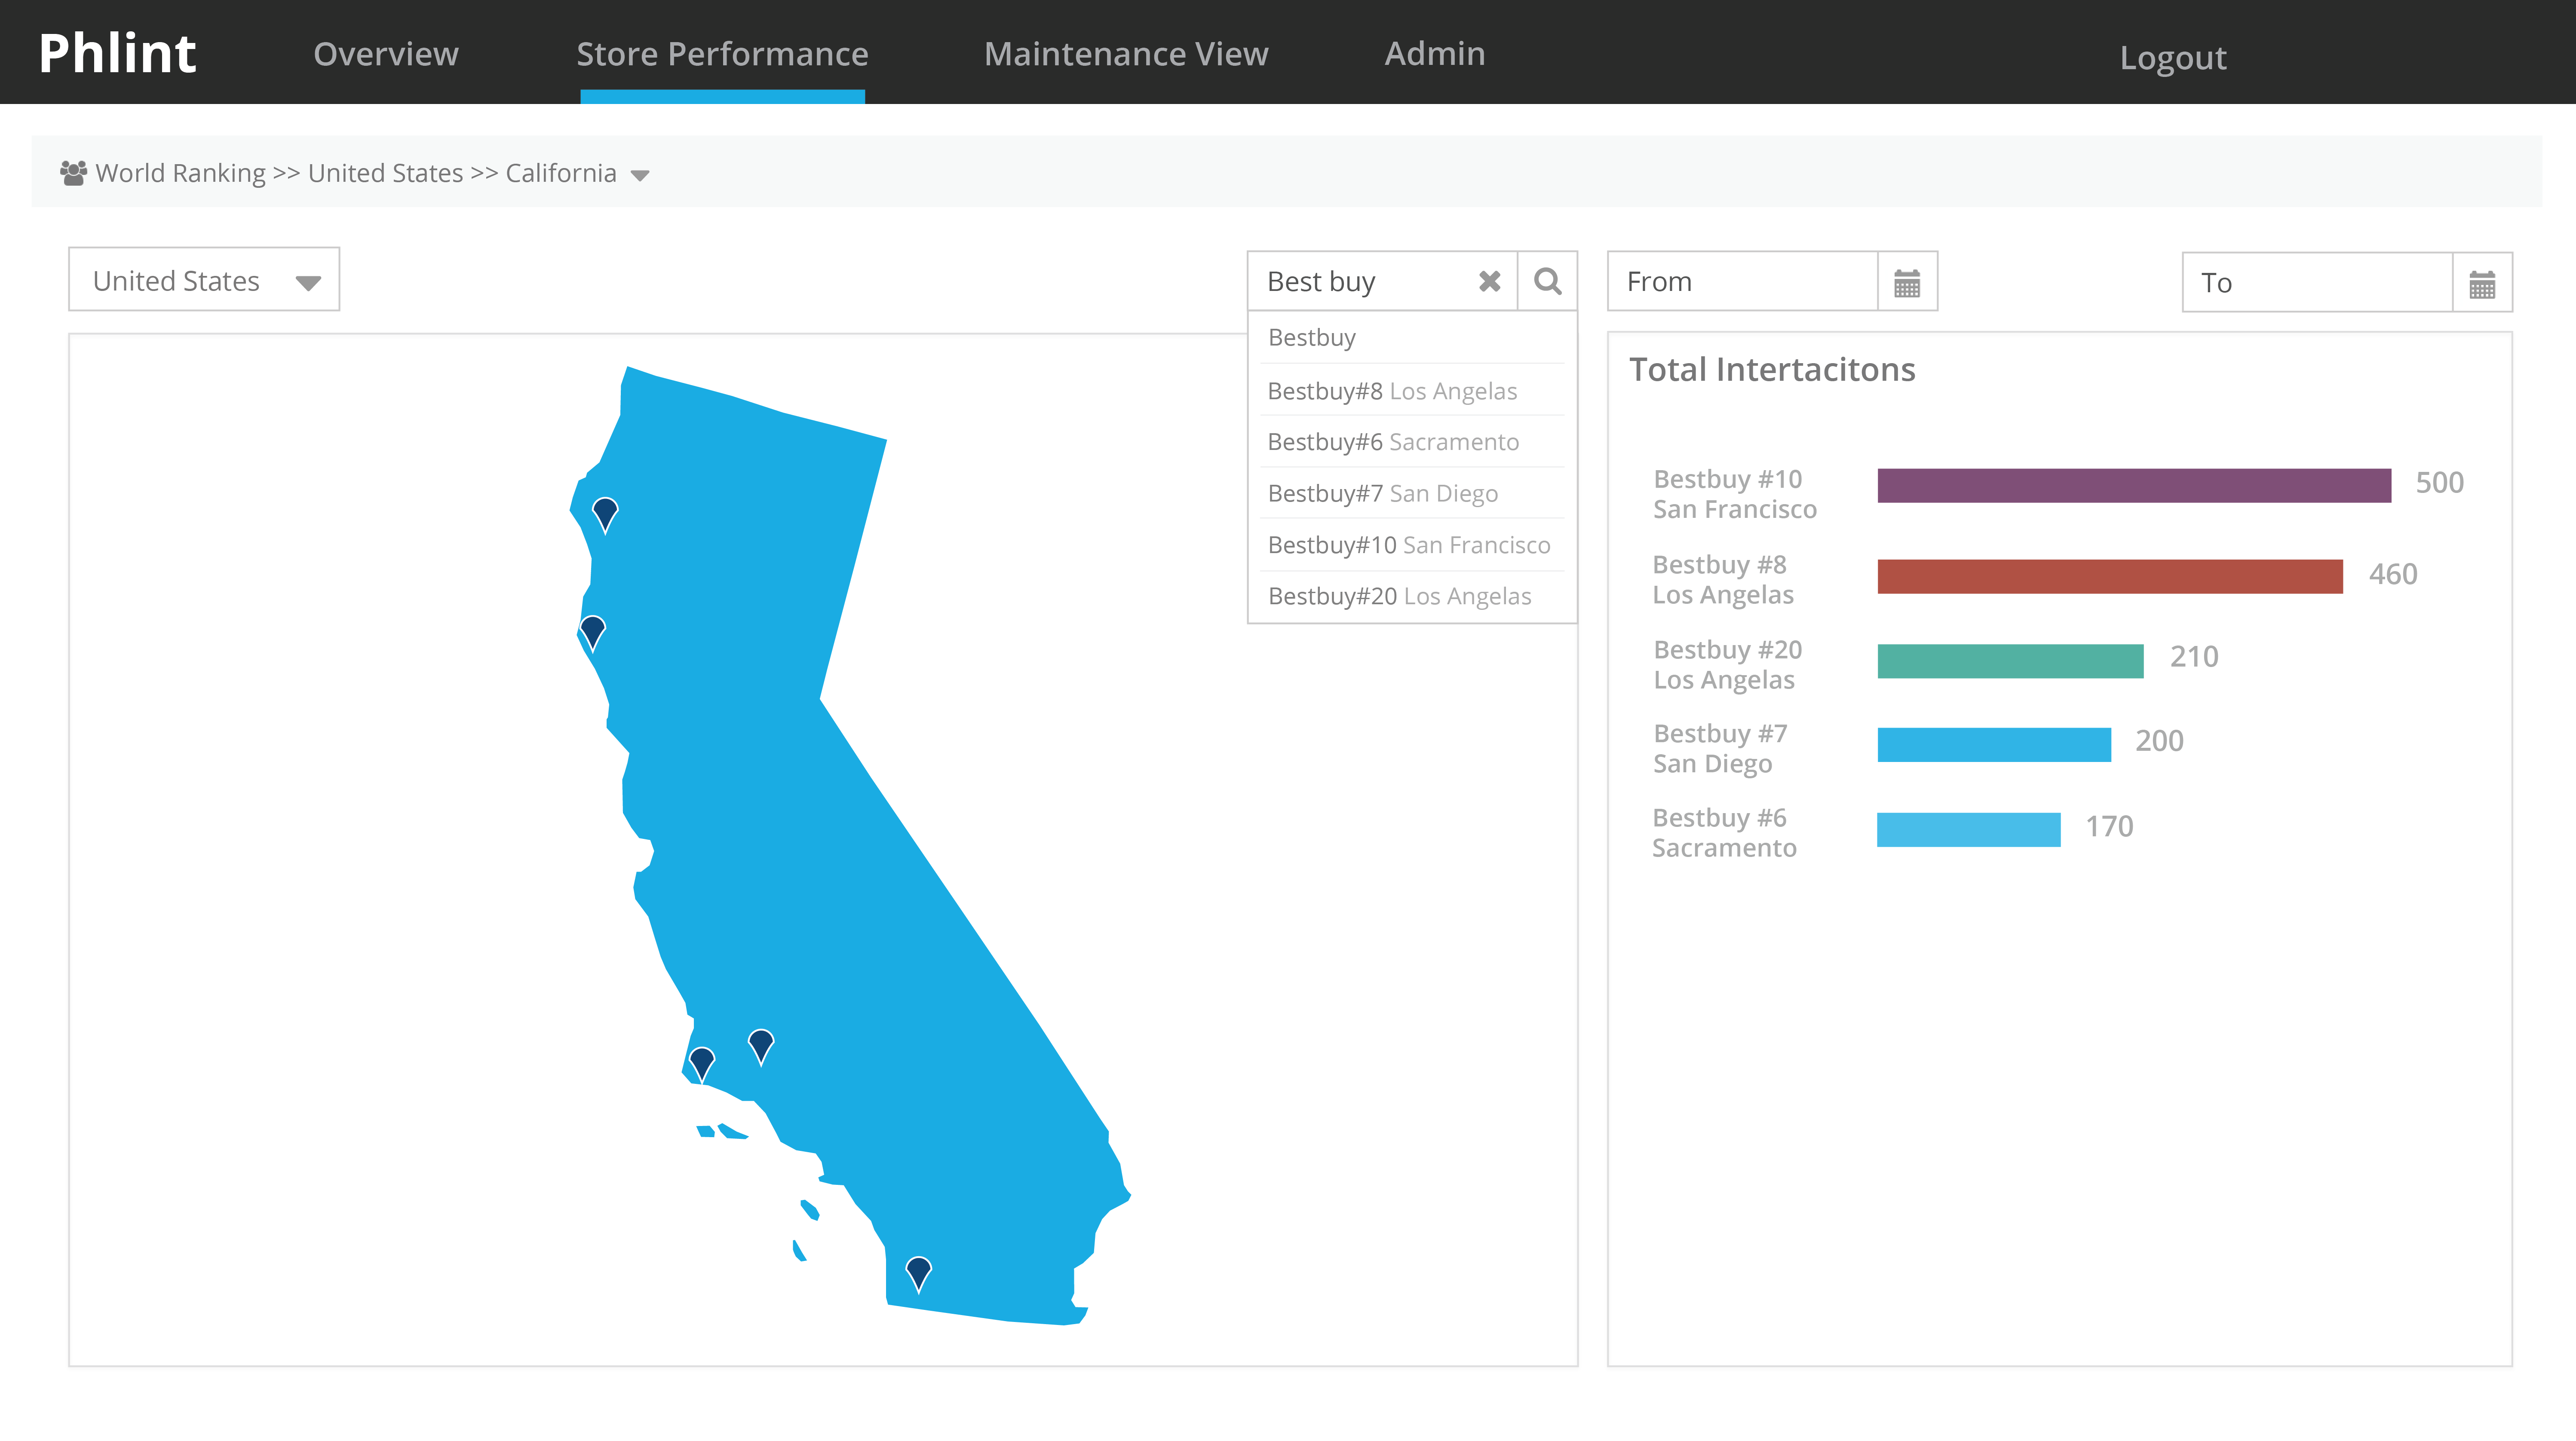 Phlint Overview Store Performance Maintenance View Admin Logout
World Ranking >> United States >> California
United States
Best buy
From
To
Bestbuy
Bestbuy#8 Los Angelas
Bestbuy#6 Sacramento
Bestbuy#7 San Diego
Bestbuy#10 San Francisco
Bestbuy#20 Los Angelas
Total Intertacitons
Bestbuy #10
San Francisco
500
Bestbuy #8
Los Angelas
460
Bestbuy #20
Los Angelas
210
Bestbuy #7
San Diego
200
Bestbuy #6
Sacramento
170